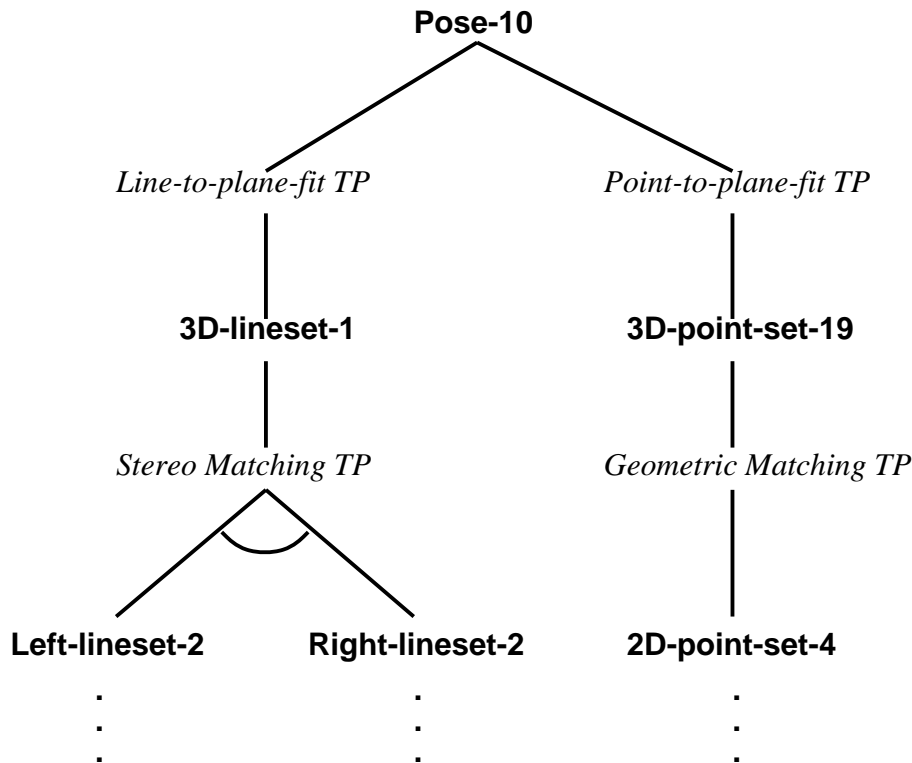 Pose-10
Line-to-plane-fit TP
Point-to-plane-fit TP
3D-lineset-1
3D-point-set-19
Stereo Matching TP
Geometric Matching TP
Left-lineset-2
Right-lineset-2
2D-point-set-4